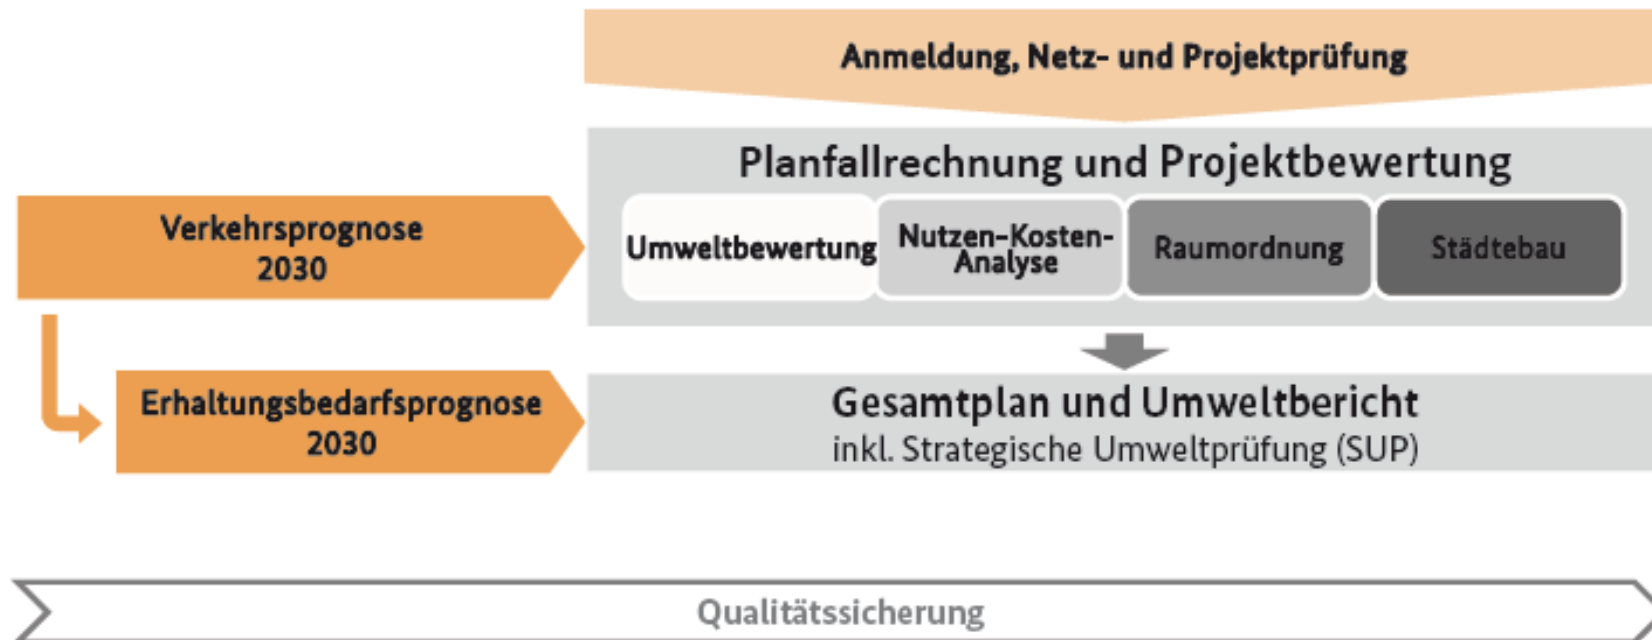 Anmeldung, Netz- und Projektprüfung
Planfallrechnung und Projektbewertung
Verkehrsprognose
2030
Umweltbewertung
Nutzen-Kosten-
Analyse
Raumordnung
Städtebau
Erhaltungsbedarfsprognose
2030
Gesamtplan und Umweltbericht
inkl. Strategische Umweltprüfung (SUP)
Qualitätssicherung